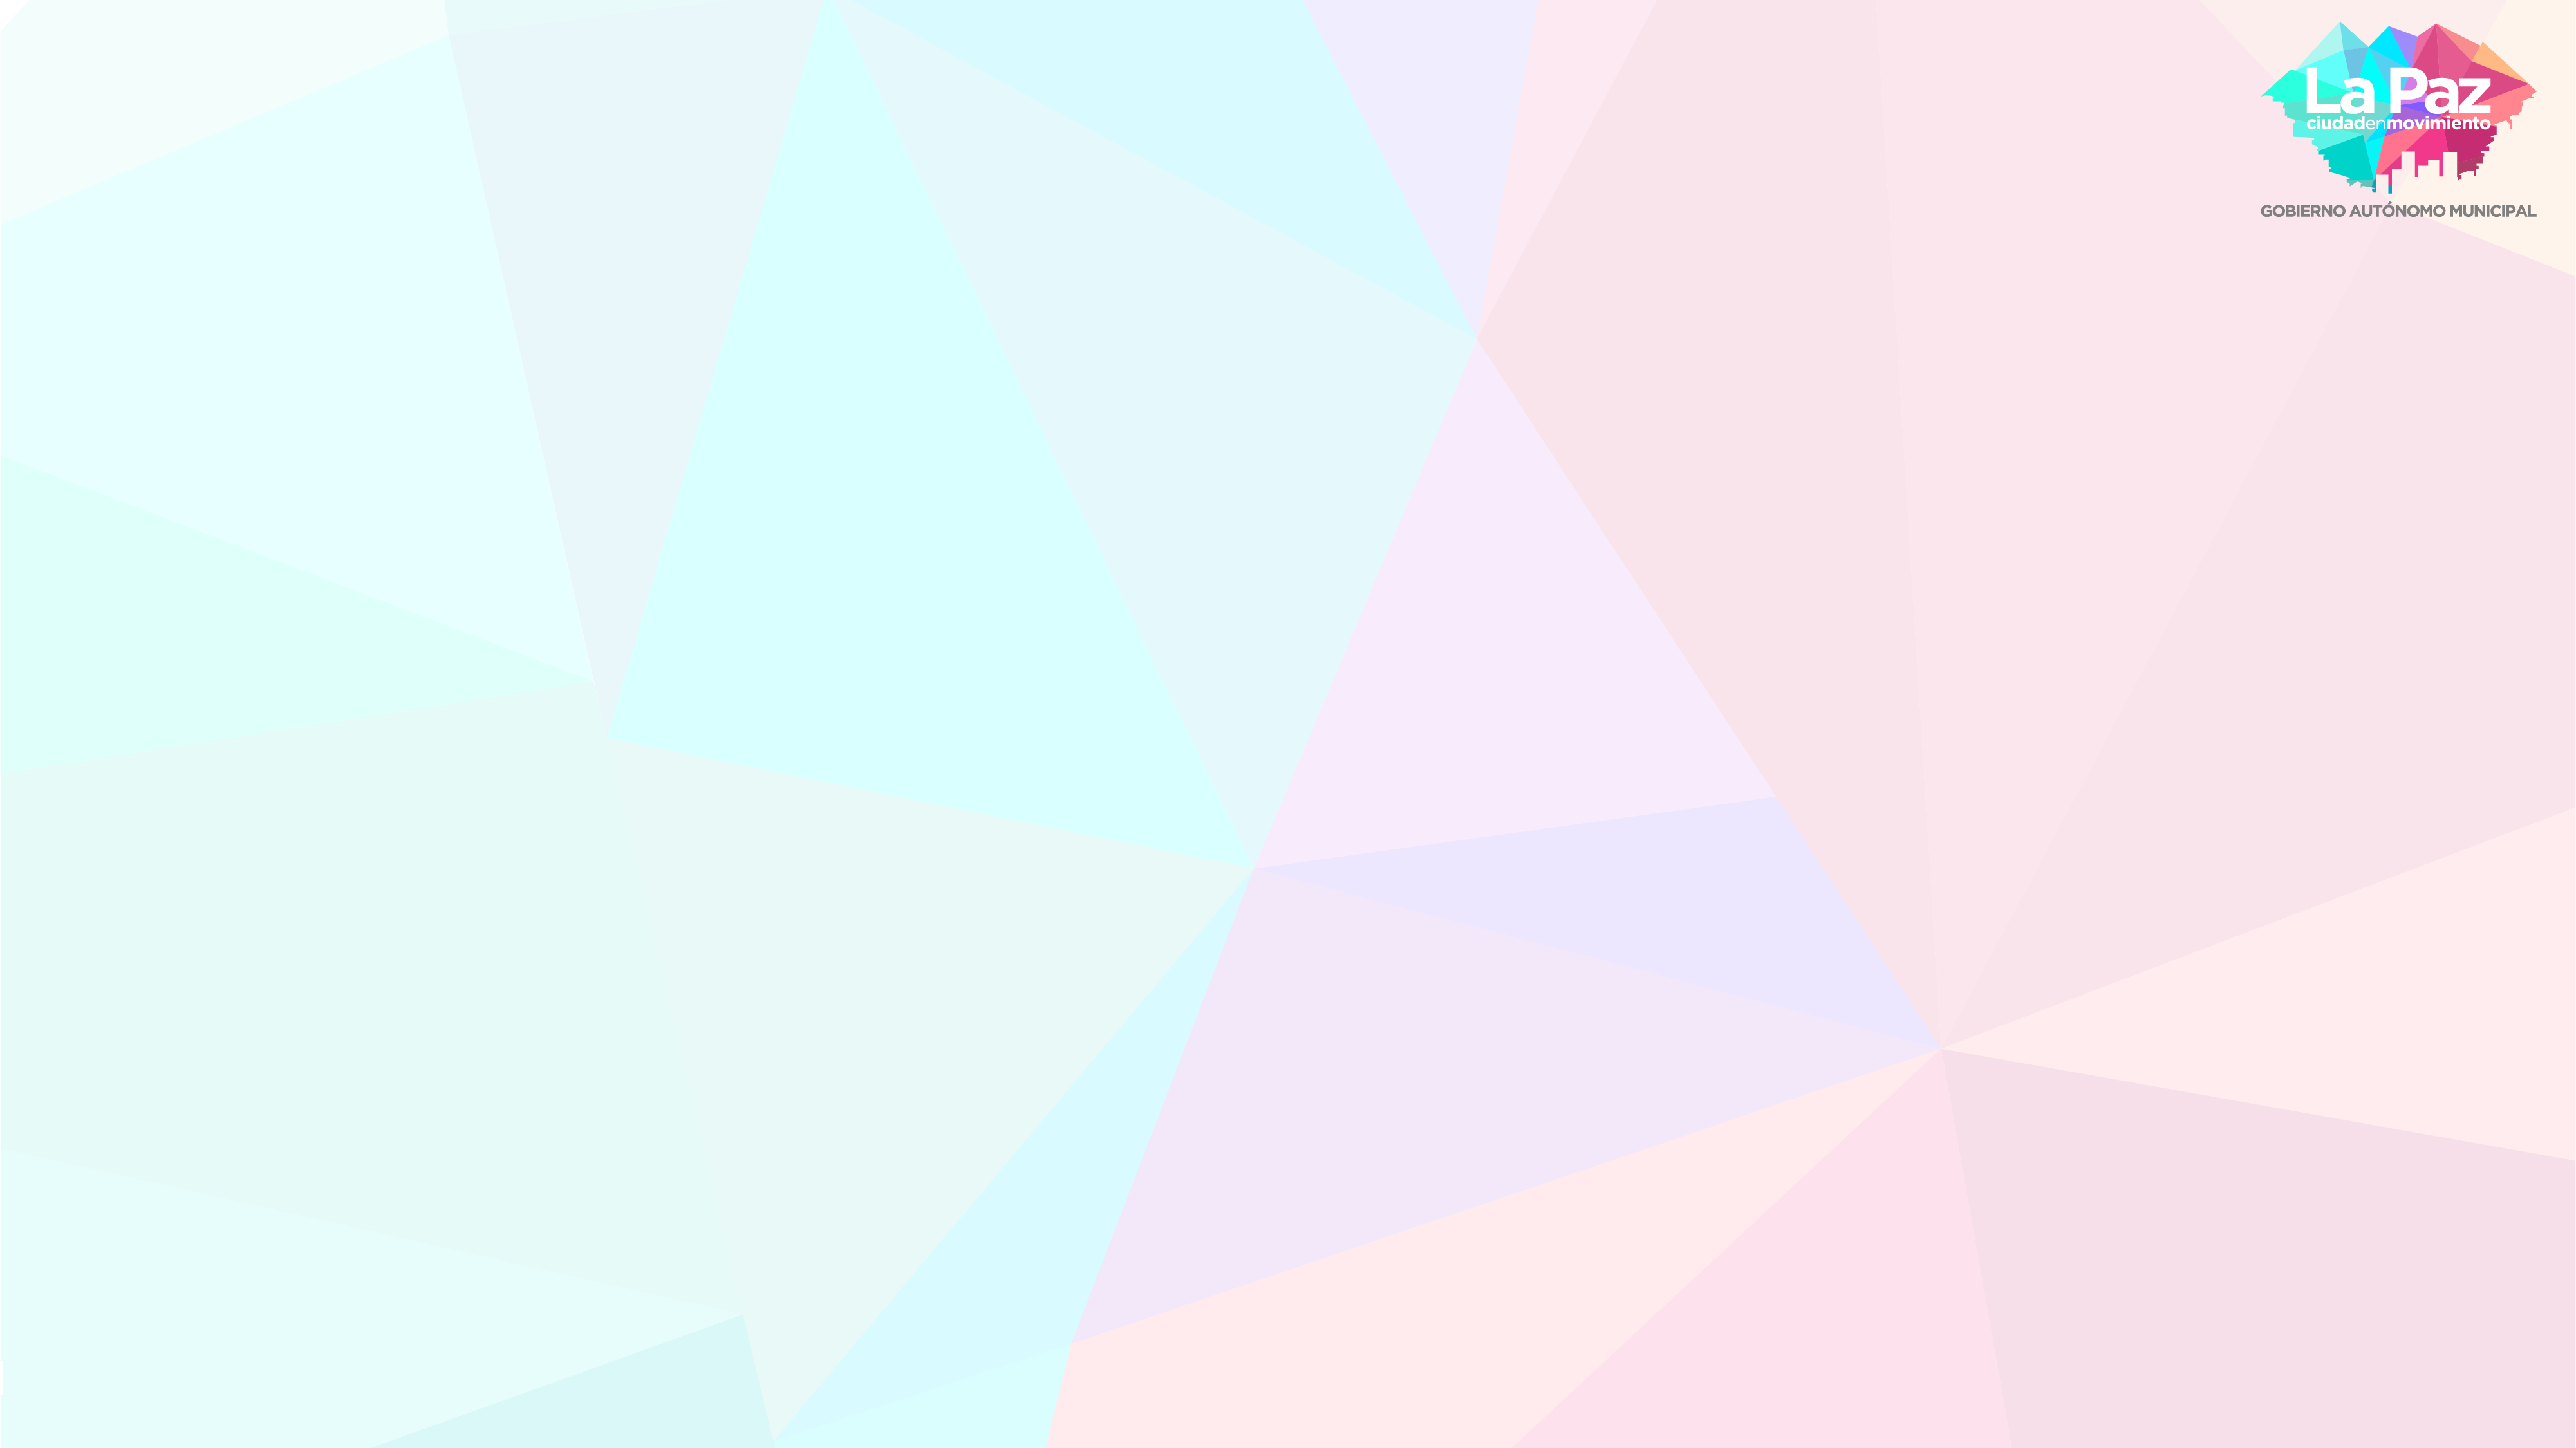 La Paz
ciudadenmovimiento
GOBIERNO AUTÓNOMO MUNICIPAL